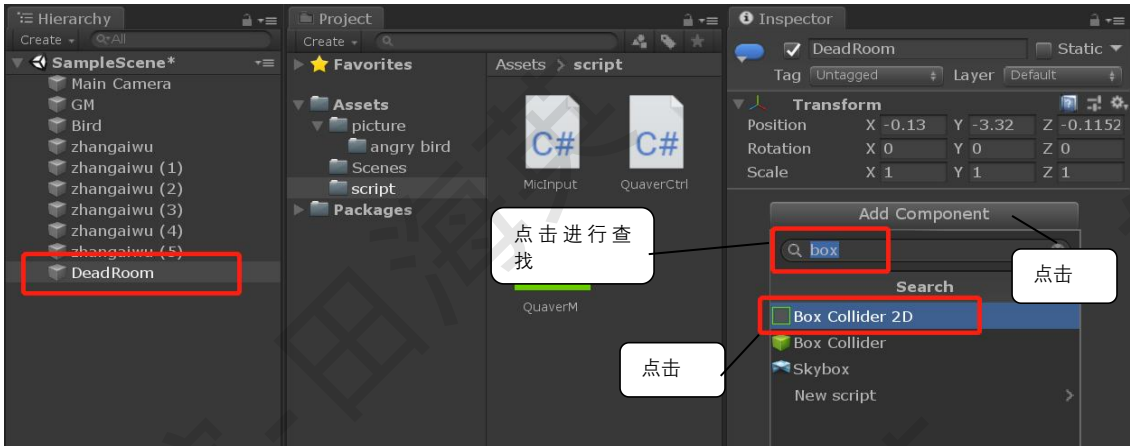 Hierarchy
Create
All
SampleScene*
Main Camera
GM
Bird
zhangaiwu
zhangaiwu (1)
zhangaiwu (2)
zhangaiwu (3)
zhangaiwu (4)
zhangaiwu (5)
DeadRoom
Project
Create
Favorites
Assets
picture
angry bird
Scenes
script
Packages
Assets > script
C# C#
MicInput QuaverCtrl
QuaverM
点击进行查
找
点击
Inspector
DeadRoom Static
Tag Untagged Layer Default
Transform
Position X -0.13 Y -3.32 Z -0.1152
Rotation X 0 Y 0 Z 0
Scale X 1 Y 1 Z 1
Add Component
box
点击
Search
Box Collider 2D
Box Collider
Skybox
New script